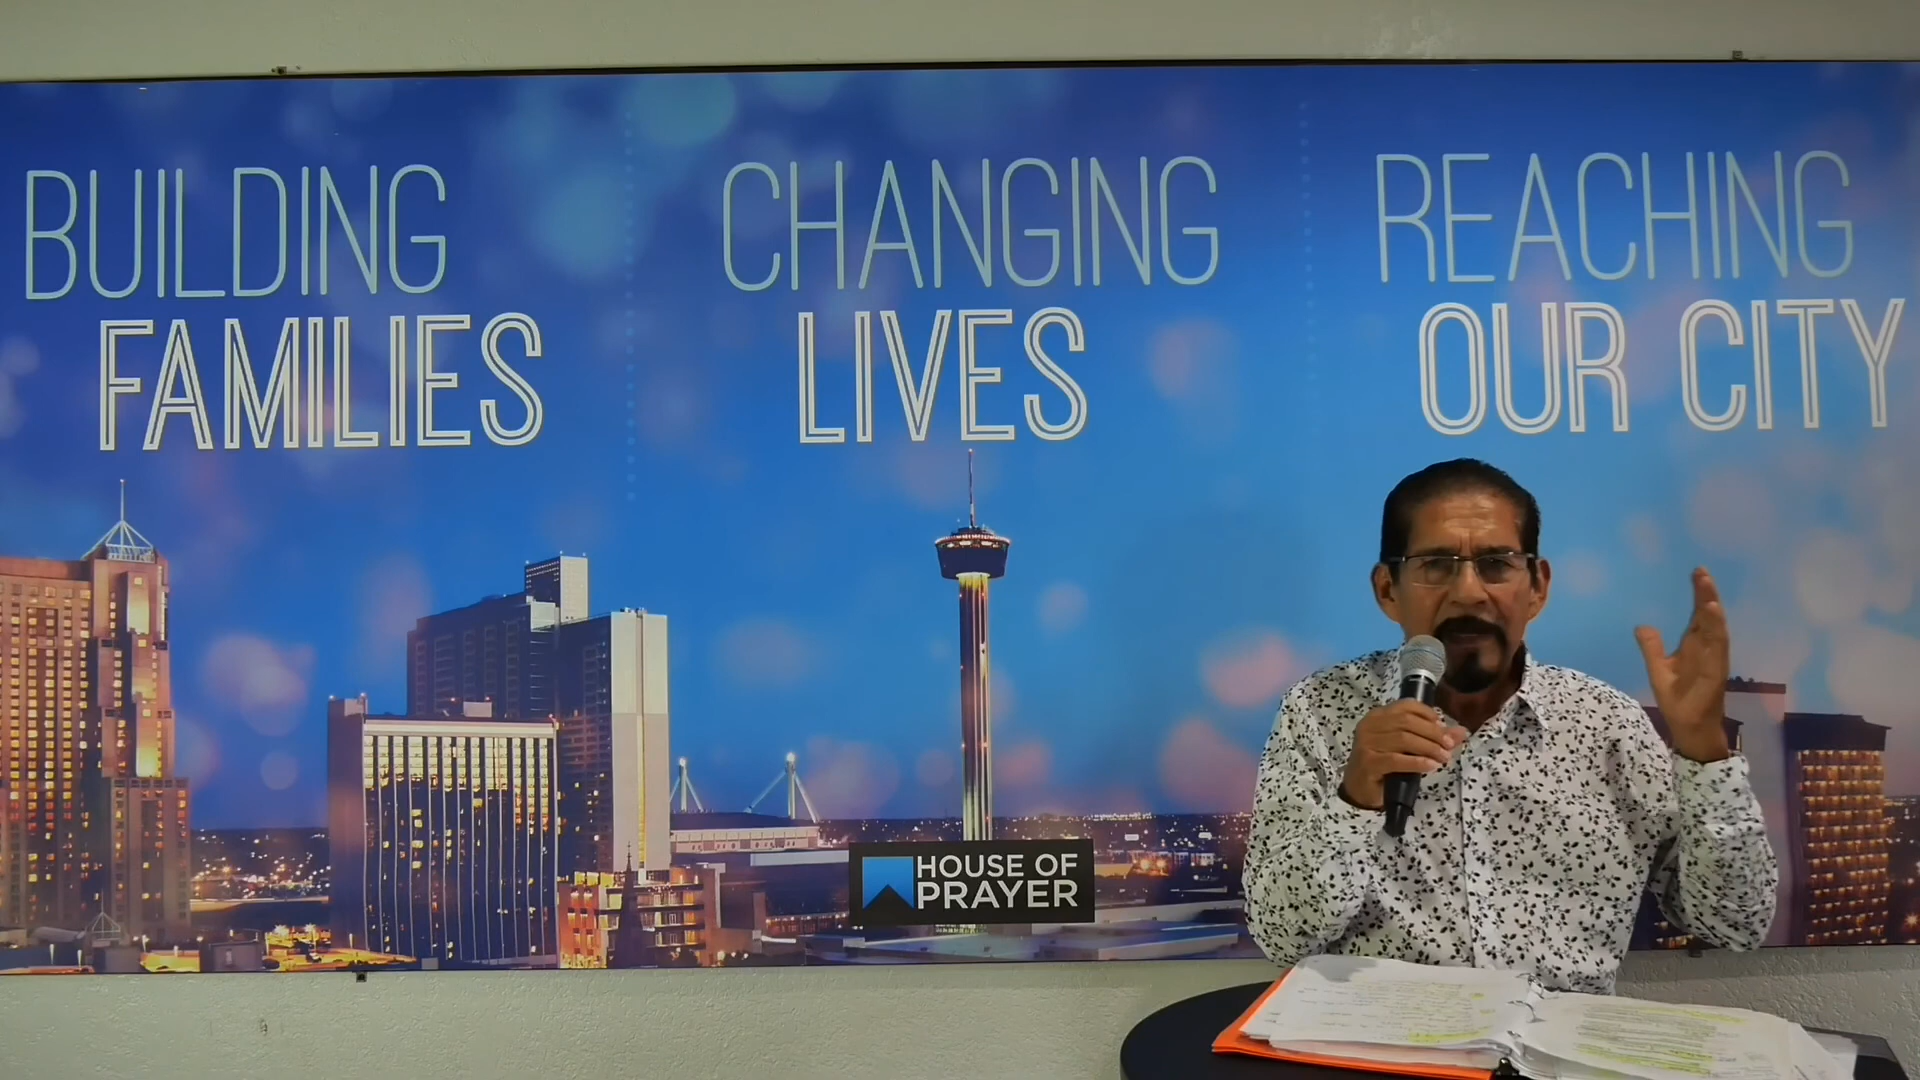 BUILDING
FAMILIES
CHANGING
LIVES
REACHING
OUR CITY
HOUSE OF
PRAYER